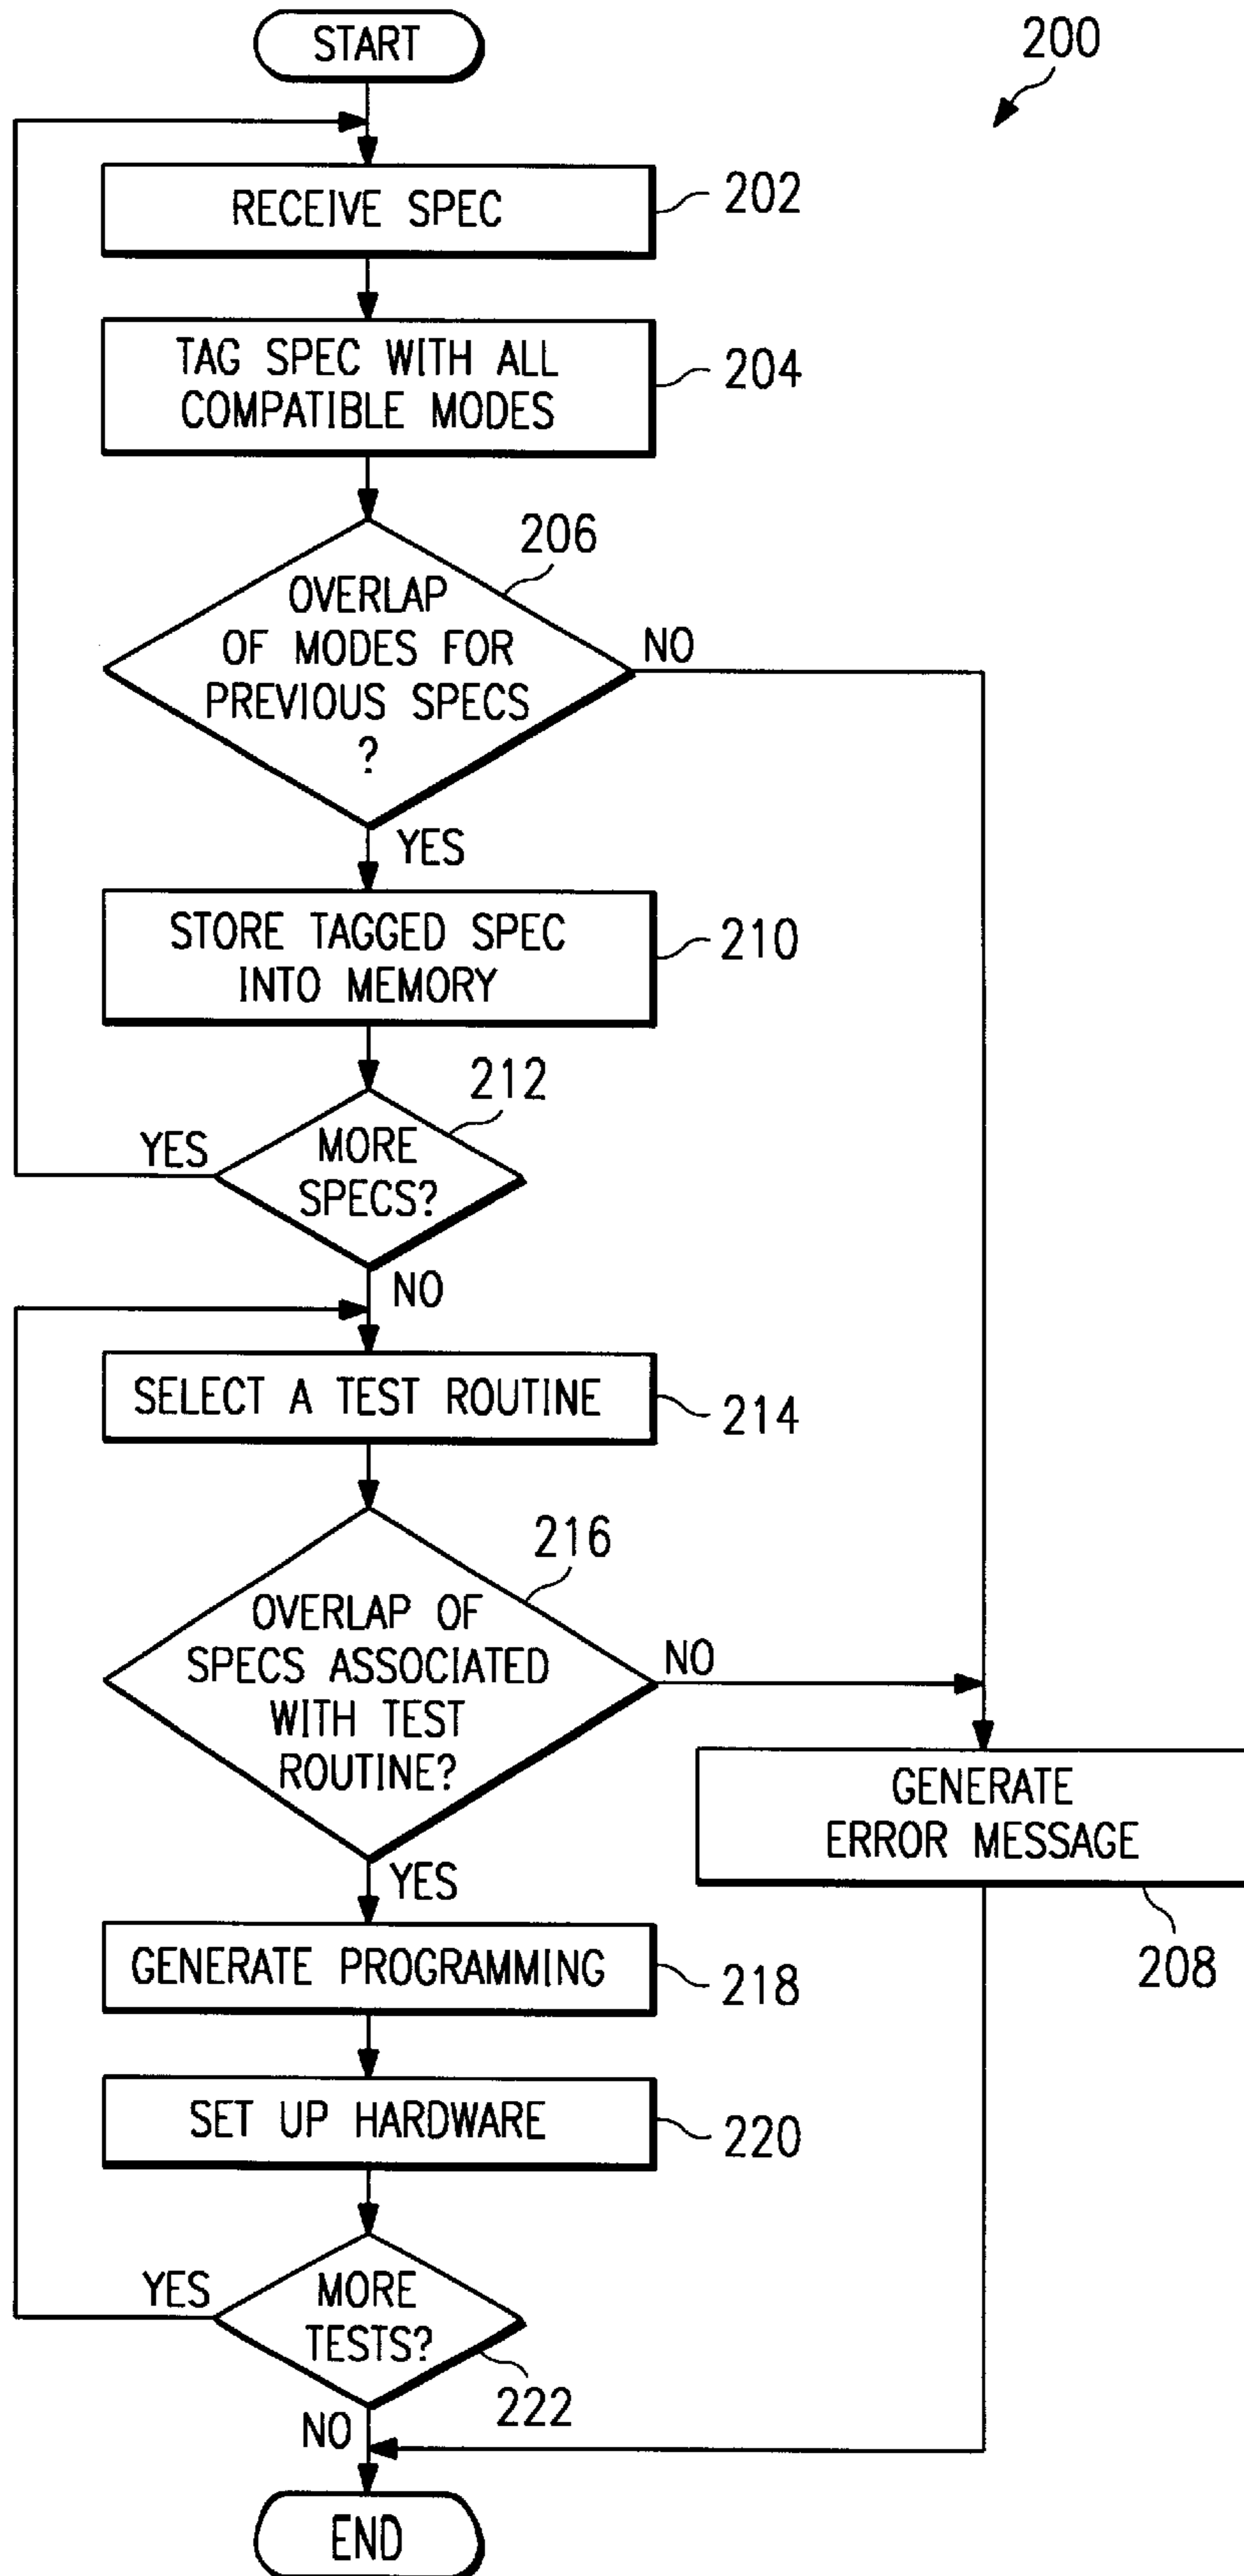 START
200
RECEIVE SPEC
202
TAG SPEC WITH ALL
COMPATIBLE MODES
204
206
OVERLAP
OF MODES FOR
PREVIOUS SPECS
?
NO
YES
STORE TAGGED SPEC
INTO MEMORY
210
212
MORE
SPECS?
YES
NO
SELECT A TEST ROUTINE
214
216
OVERLAP OF
SPECS ASSOCIATED
WITH TEST
ROUTINE?
NO
YES
GENERATE
ERROR MESSAGE
208
GENERATE PROGRAMMING
218
SET UP HARDWARE
220
MORE
TESTS?
YES
222
NO
END